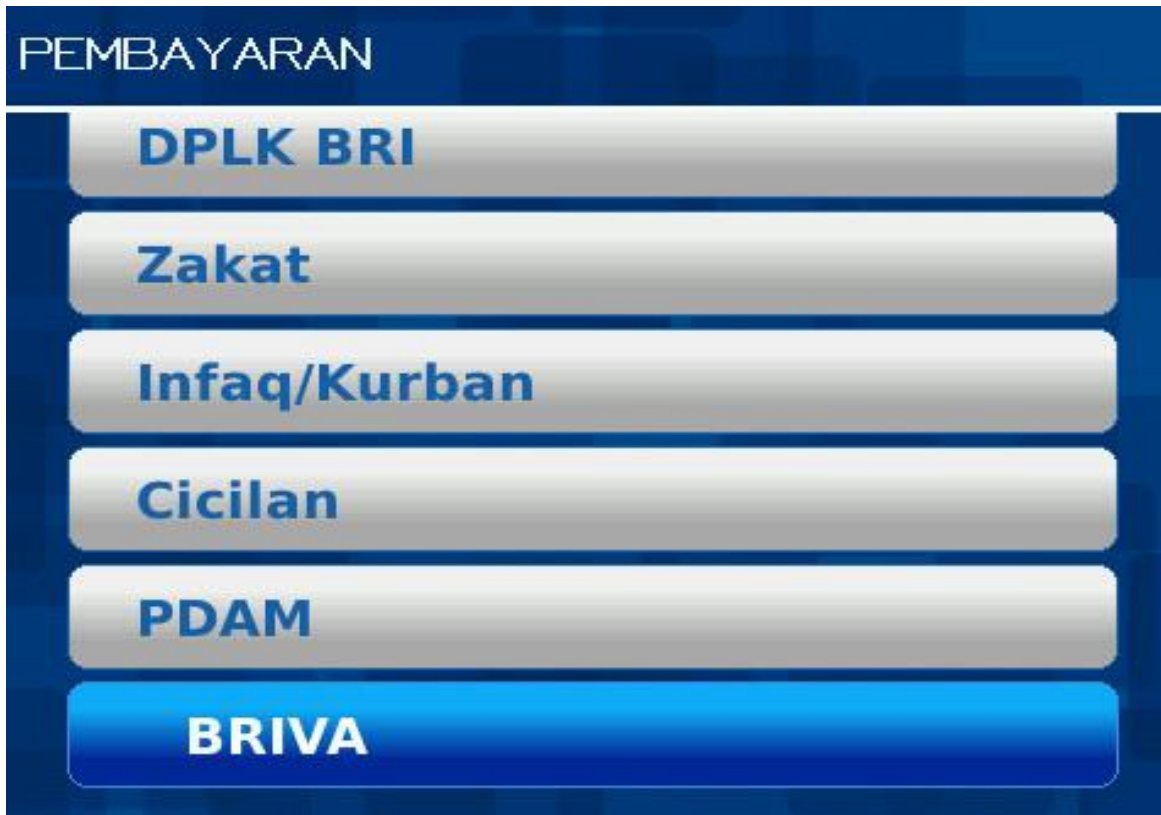 PEMBAYARAN
DPLK BRI
Zakat
Infaq/Kurban
Cicilan
PDAM
BRIVA